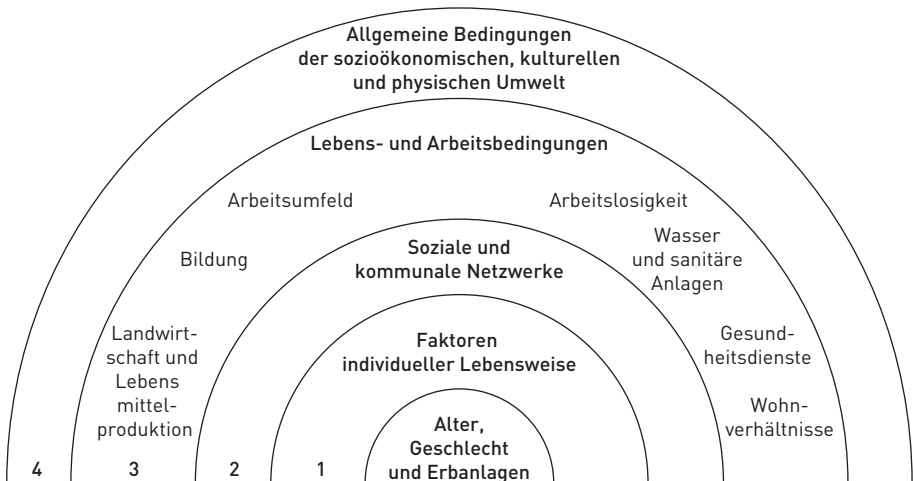 Allgemeine Bedingungen
der sozioökonomischen, kulturellen
und physischen Umwelt
Lebens- und Arbeitsbedingungen
Arbeitsumfeld
Arbeitslosigkeit
Bildung
Wasser
und sanitäre
Anlagen
Soziale und
kommunale Netzwerke
Landwirt-
schaft und
Lebens
mittel-
produktion
Faktoren
individueller Lebensweise
Gesund-
heitsdienste
Wohn-
verhältnisse
Alter,
Geschlecht
und Erbanlagen
4 3 2 1